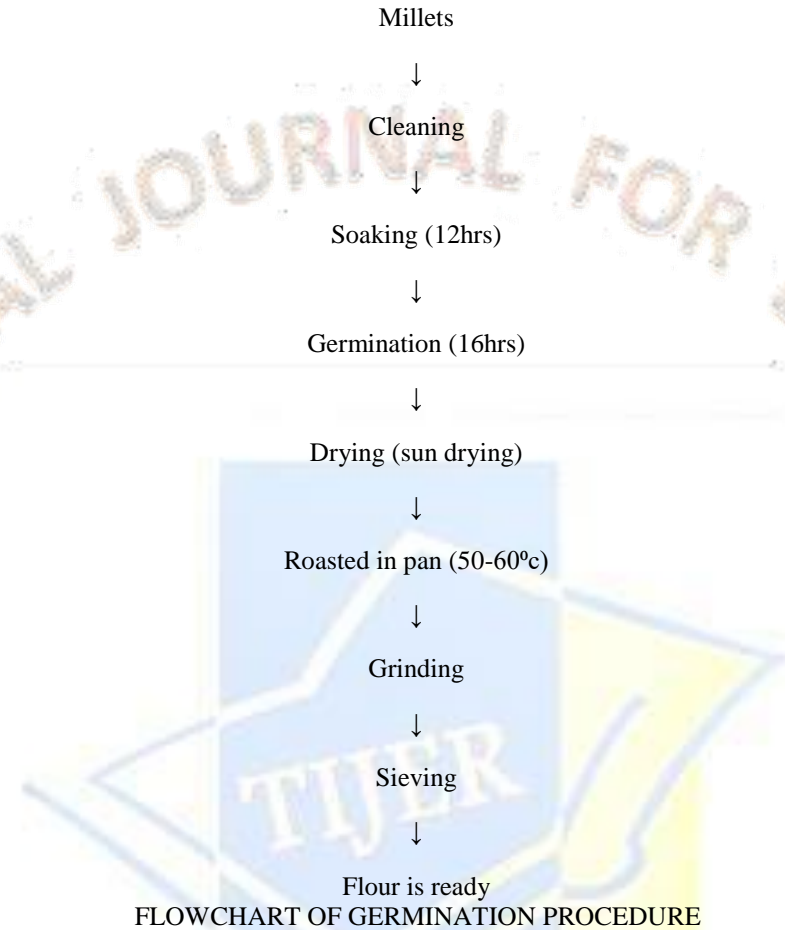 Millets
↓
Cleaning
↓
Soaking (12hrs)
↓
Germination (16hrs)
↓
Drying (sun drying)
↓
Roasted in pan (50-60⁰c)
↓
Grinding
↓
Sieving
↓
Flour is ready
FLOWCHART OF GERMINATION PROCEDURE
JOURNAL FOR
TIJER